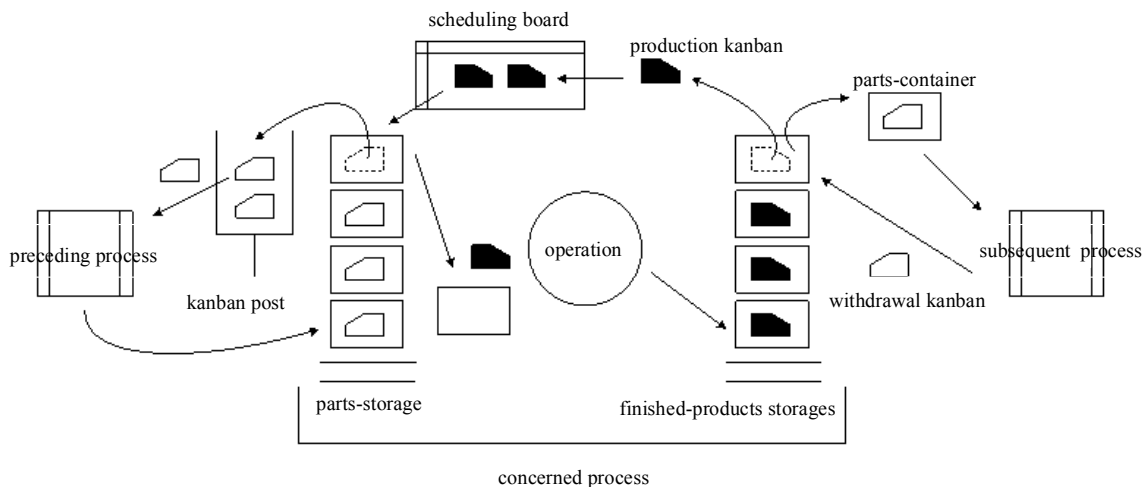 scheduling board
production kanban
parts-container
operation
preceding process
subsequent process
kanban post
withdrawal kanban
parts-storage
finished-products storages
concerned process